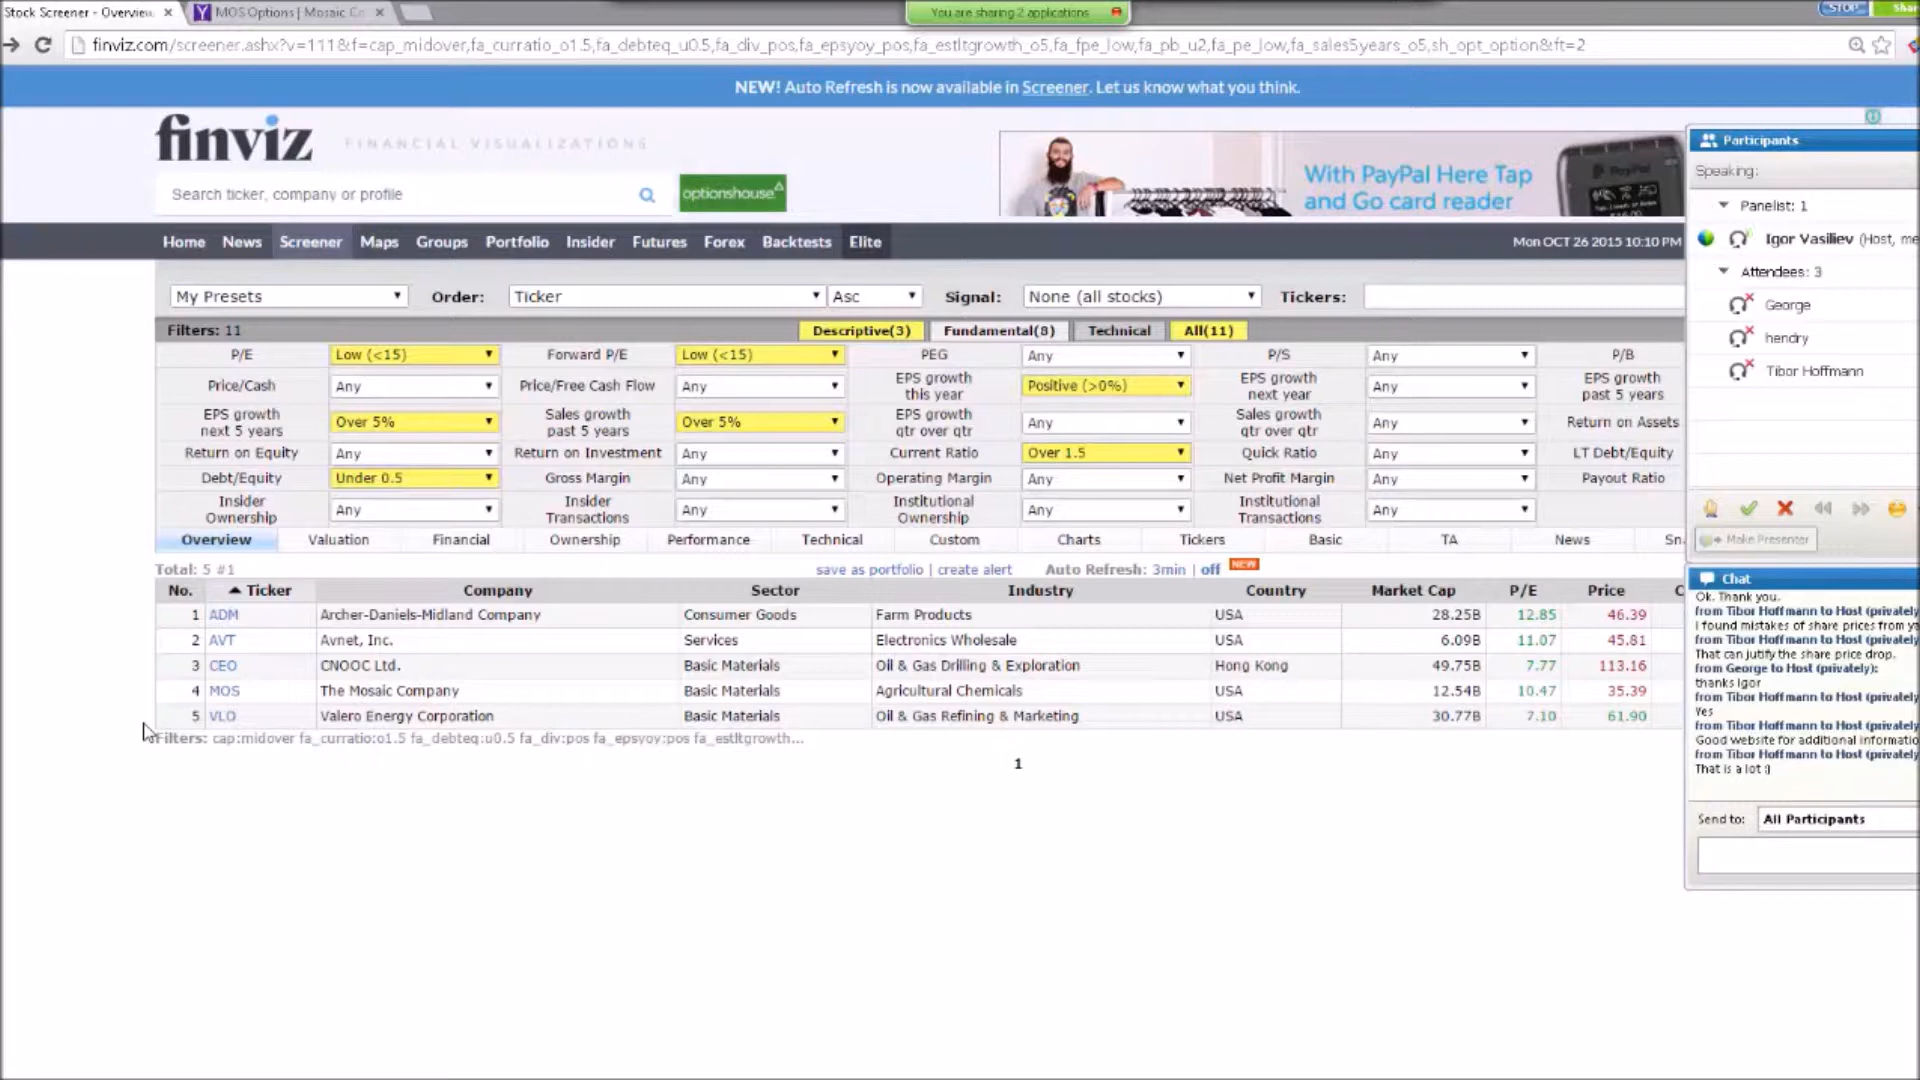 Stock Screener - Overview
MOS Options | Mosaic Co
You are sharing 2 applications
STOP
Shar
finviz.com/screener.ashx?v=111&f=cap_midover,fa_curratio_o1.5,fa_debteq_u0.5,fa_div_pos,fa_epsyoy_pos,fa_estltgrowth_o5,fa_fpe_low,fa_pb_u2,fa_pe_low,fa_sales5years_o5,sh_opt_option&ft=2
NEW! Auto Refresh is now available in Screener. Let us know what you think.
finviz FINANCIAL VISUALIZATIONS
With PayPal Here Tap
and Go card reader
Search ticker, company or profile
optionshouse
Home News Screener Maps Groups Portfolio Insider Futures Forex Backtests Elite
Mon OCT 26 2015 10:10 PM
My Presets Order: Ticker Asc Signal: None (all stocks) Tickers:
Filters: 11 Descriptive(3) Fundamental(8) Technical All(11)
P/E Low (<15) Forward P/E Low (<15) PEG Any P/S Any P/B
Price/Cash Any Price/Free Cash Flow Any EPS growth this year Positive (>0%) EPS growth next year Any EPS growth past 5 years
EPS growth next 5 years Over 5% Sales growth past 5 years Over 5% EPS growth qtr over qtr Any Sales growth qtr over qtr Any Return on Assets
Return on Equity Any Return on Investment Any Current Ratio Over 1.5 Quick Ratio Any LT Debt/Equity
Debt/Equity Under 0.5 Gross Margin Any Operating Margin Any Net Profit Margin Any Payout Ratio
Insider Ownership Any Insider Transactions Any Institutional Ownership Any Institutional Transactions Any
Overview Valuation Financial Ownership Performance Technical Custom Charts Tickers Basic TA News Sn
Total: 5 #1 save as portfolio | create alert Auto Refresh: 3min | off NEW
No. Ticker Company Sector Industry Country Market Cap P/E Price C
1 ADM Archer-Daniels-Midland Company Consumer Goods Farm Products USA 28.25B 12.85 46.39
2 AVT Avnet, Inc. Services Electronics Wholesale USA 6.09B 11.07 45.81
3 CEO CNOOC Ltd. Basic Materials Oil & Gas Drilling & Exploration Hong Kong 49.75B 7.77 113.16
4 MOS The Mosaic Company Basic Materials Agricultural Chemicals USA 12.54B 10.47 35.39
5 VLO Valero Energy Corporation Basic Materials Oil & Gas Refining & Marketing USA 30.77B 7.10 61.90
Filters: cap:midover fa_curratio:o1.5 fa_debteq:u0.5 fa_div:pos fa_epsyoy:pos fa_estltgrowth...
1
Participants
Speaking:
Panelist: 1
Igor Vasiliev (Host, me
Attendees: 3
George
hendry
Tibor Hoffmann
Make Presenter
Chat
Ok. Thank you.
from Tibor Hoffmann to Host (privately
I found mistakes of share prices from ya
from Tibor Hoffmann to Host (privately
That can jutify the share price drop.
from George to Host (privately):
thanks Igor
from Tibor Hoffmann to Host (privately
Yes
from Tibor Hoffmann to Host (privately
Good website for additional informatio
from Tibor Hoffmann to Host (privately
That is a lot :)
Send to: All Participants